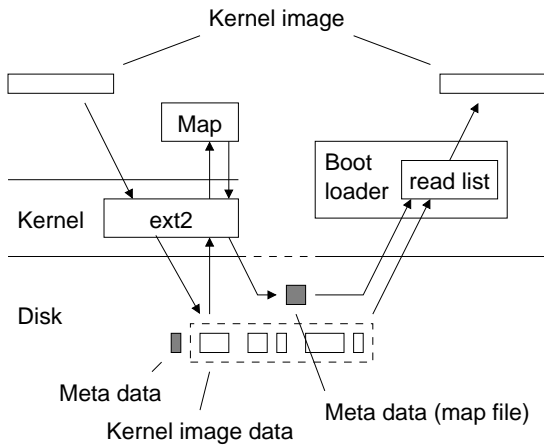 Kernel image
Map
Boot
loader
read list
Kernel
ext2
Disk
Meta data
Meta data (map file)
Kernel image data